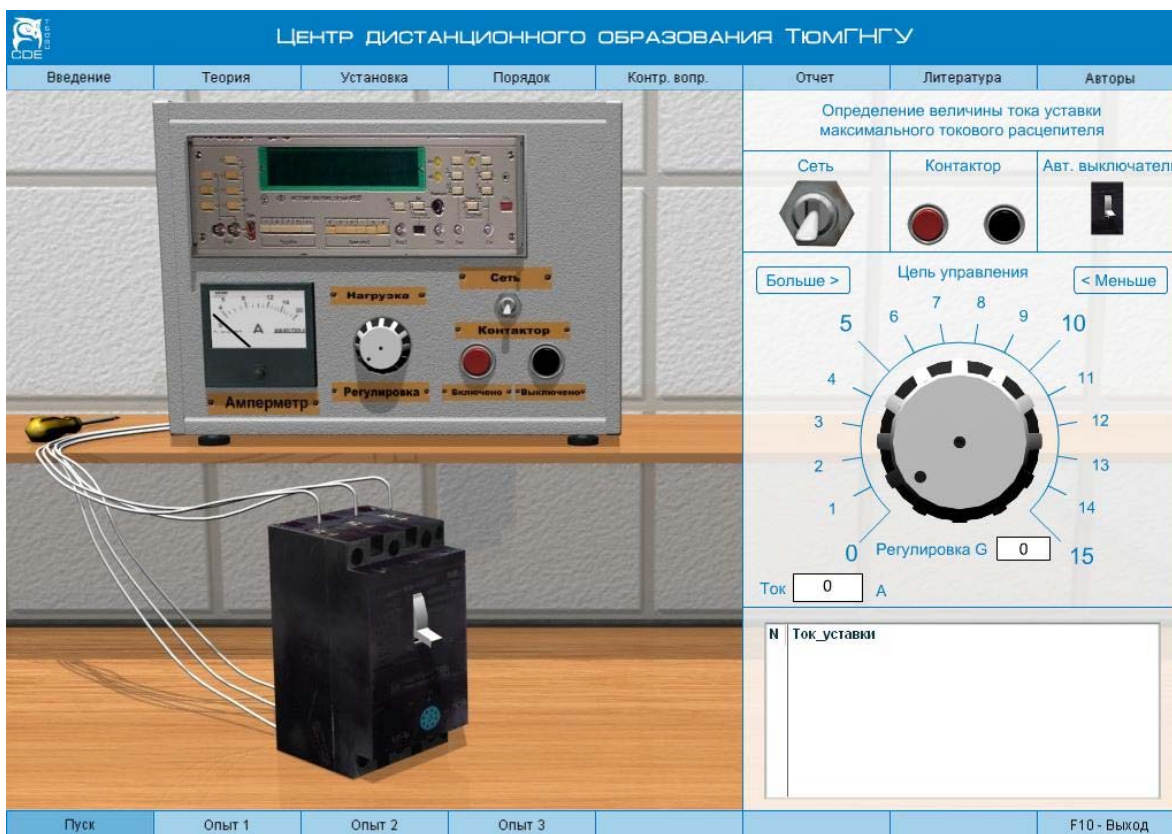 CDE
Центр дистанционного образования ТюмГНГУ
Введение
Теория
Установка
Порядок
Контр. вопр.
Отчет
Литература
Авторы
Определение величины тока уставки
максимального токового расцепителя
Сеть
Контактор
Авт. выключатель
Больше >
Цепь управления
< Меньше
0
1
2
3
4
5
6
7
8
9
10
11
12
13
14
15
Регулировка G 0
Ток 0 А
N Ток_уставки
Сеть
Нагрузка
Контактор
A
Амперметр
Регулировка
Включено
Выключено
Пуск
Опыт 1
Опыт 2
Опыт 3
F10 - Выход